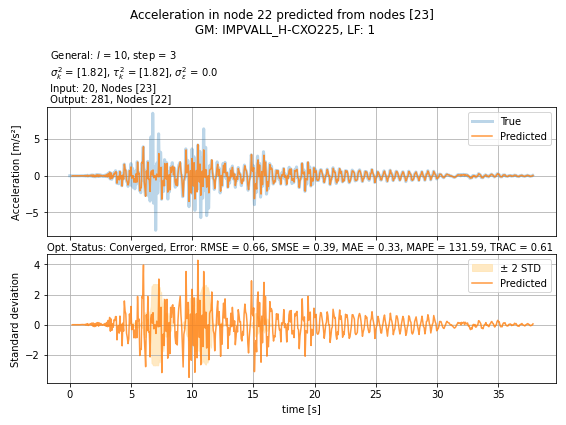 Acceleration in node 22 predicted from nodes [23]
GM: IMPVALL_H-CXO225, LF: 1
General: l = 10, step = 3
σ²ₖ = [1.82], τ²ₖ = [1.82], σ²ε = 0.0
Input: 20, Nodes [23]
Output: 281, Nodes [22]
True
Predicted
Acceleration [m/s²]
5
0
−5
Opt. Status: Converged, Error: RMSE = 0.66, SMSE = 0.39, MAE = 0.33, MAPE = 131.59, TRAC = 0.61
± 2 STD
Predicted
Standard deviation
4
2
0
−2
0 5 10 15 20 25 30 35
time [s]